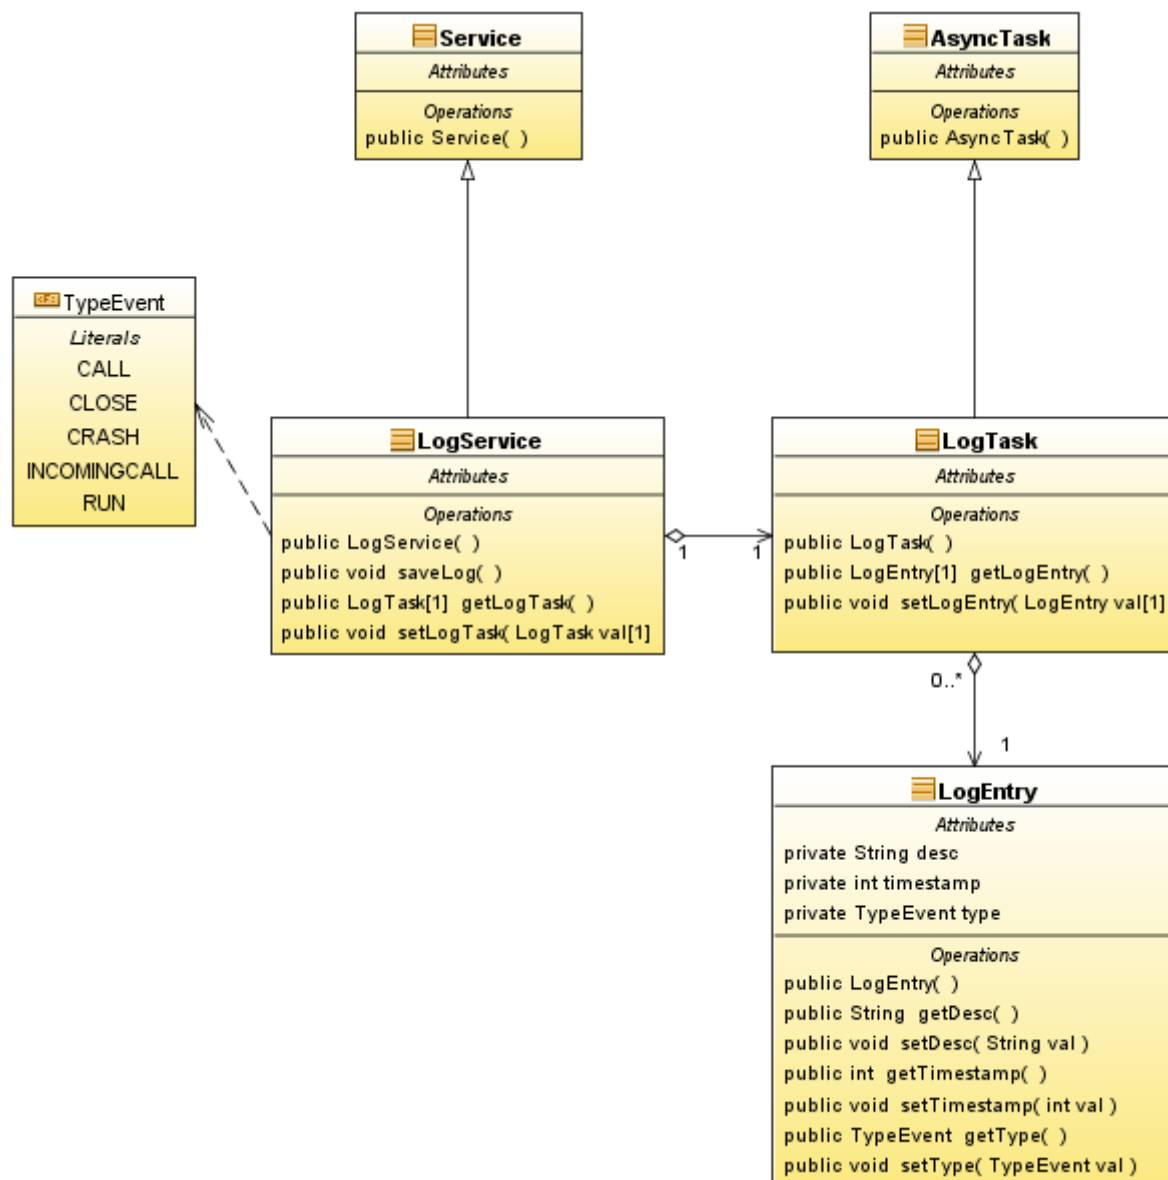 Service
Attributes
Operations
public Service( )
AsyncTask
Attributes
Operations
public AsyncTask( )
TypeEvent
Literals
CALL
CLOSE
CRASH
INCOMINGCALL
RUN
LogService
Attributes
Operations
public LogService( )
public void saveLog( )
public LogTask[1] getLogTask( )
public void setLogTask( LogTask val[1]
1
1
LogTask
Attributes
Operations
public LogTask( )
public LogEntry[1] getLogEntry( )
public void setLogEntry( LogEntry val[1]
0..*
1
LogEntry
Attributes
private String desc
private int timestamp
private TypeEvent type
Operations
public LogEntry( )
public String getDesc( )
public void setDesc( String val )
public int getTimestamp( )
public void setTimestamp( int val )
public TypeEvent getType( )
public void setType( TypeEvent val )